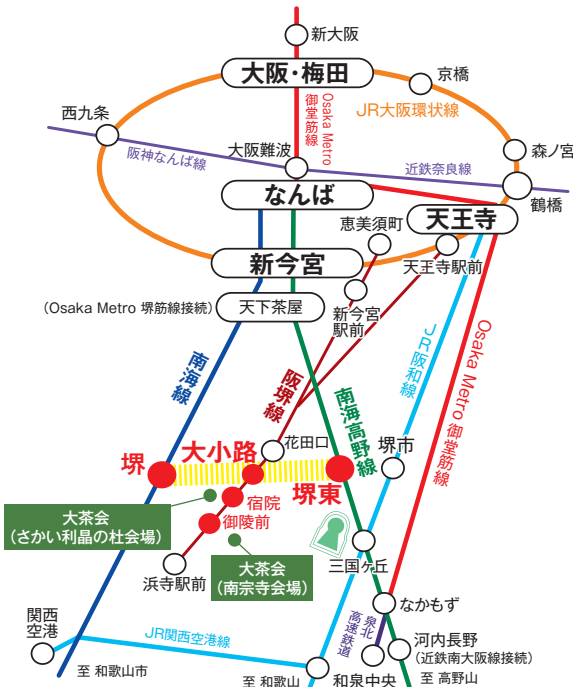 新大阪
大阪・梅田
京橋
Osaka Metro
御堂筋線
JR大阪環状線
西九条
大阪難波
森ノ宮
阪神なんば線
近鉄奈良線
鶴橋
なんば
天王寺
恵美須町
新今宮
天王寺駅前
(Osaka Metro 堺筋線接続)
天下茶屋
新今宮
駅前
JR阪和線
Osaka Metro 御堂筋線
南海線
阪堺線
南海高野線
花田口
堺市
堺
大小路
堺東
宿院
御陵前
大茶会
(さかい利晶の杜会場)
大茶会
(南宗寺会場)
浜寺駅前
三国ヶ丘
なかもず
関西
空港
JR関西空港線
泉北
高速鉄道
河内長野
(近鉄南大阪線接続)
至 和歌山市
至 和歌山
和泉中央
至 高野山